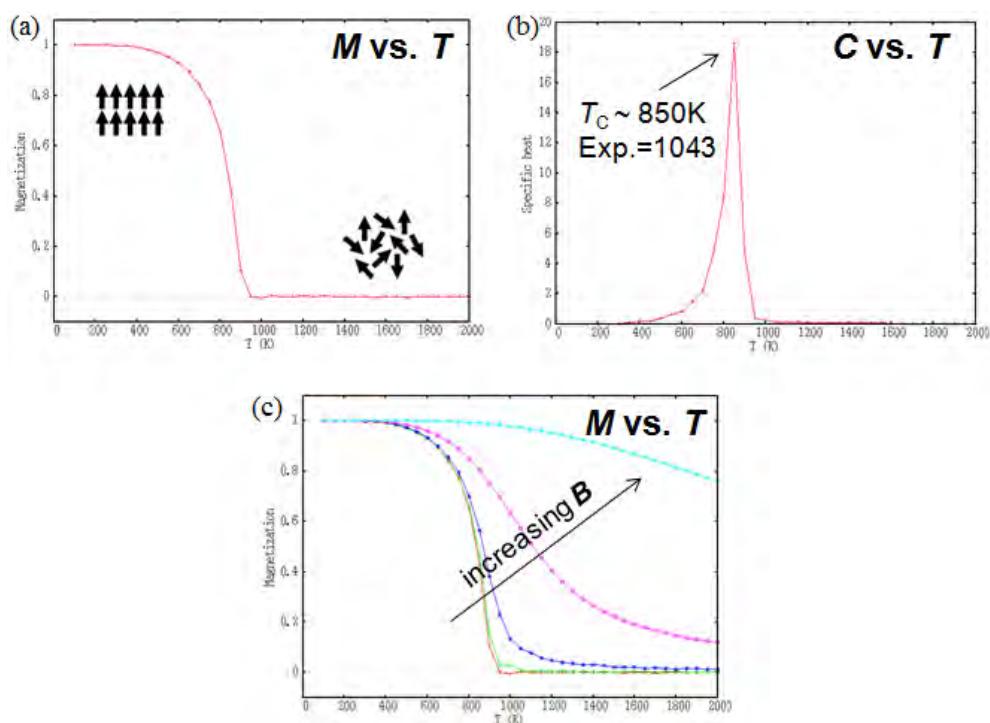 (a)
M vs. T
1
0.8
0.6
0.4
0.2
0
Magnetization
0 200 400 600 800 1000 1200 1400 1600 1800 2000
T (K)
(b)
C vs. T
20
18
16
14
12
10
8
6
4
2
0
Specific heat
T_C ~ 850K
Exp.=1043
0 200 400 600 800 1000 1200 1400 1600 1800 2000
T (K)
(c)
M vs. T
1
0.8
0.6
0.4
0.2
0
Magnetization
increasing B
0 200 400 600 800 1000 1200 1400 1600 1800 2000
T (K)